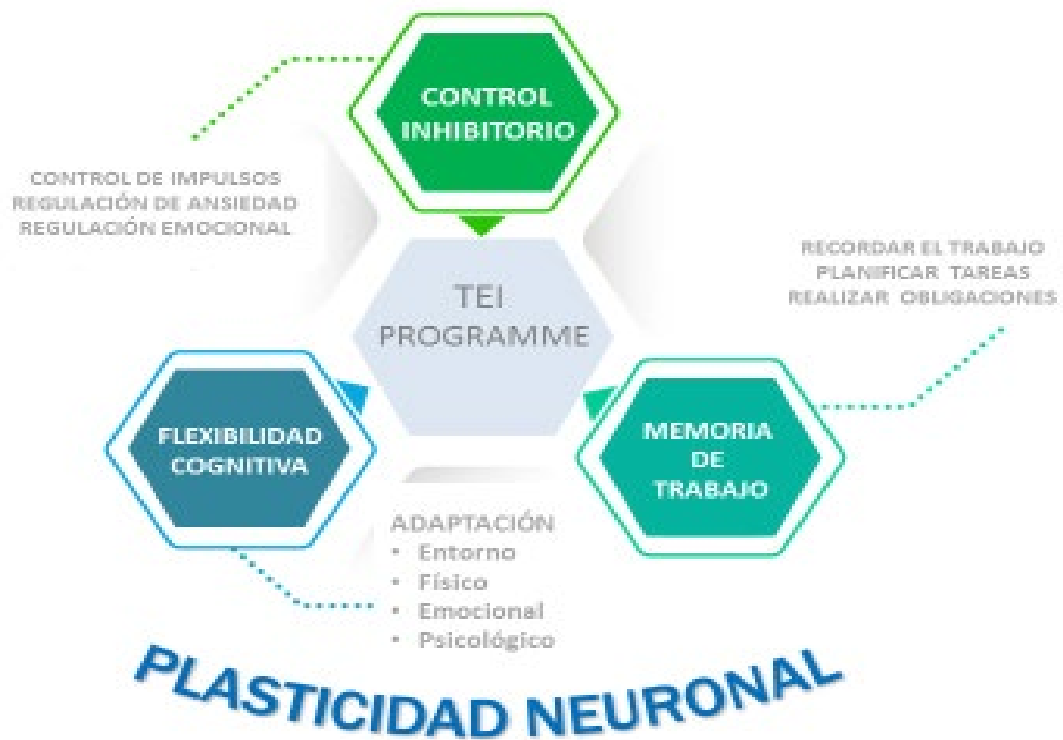 CONTROL
INHIBITORIO
CONTROL DE IMPULSOS
REGULACIÓN DE ANSIEDAD
REGULACIÓN EMOCIONAL
TEI
PROGRAMME
RECORDAR EL TRABAJO
PLANIFICAR TAREAS
REALIZAR OBLIGACIONES
FLEXIBILIDAD
COGNITIVA
MEMORIA
DE
TRABAJO
ADAPTACIÓN
• Entorno
• Físico
• Emocional
• Psicológico
PLASTICIDAD NEURONAL